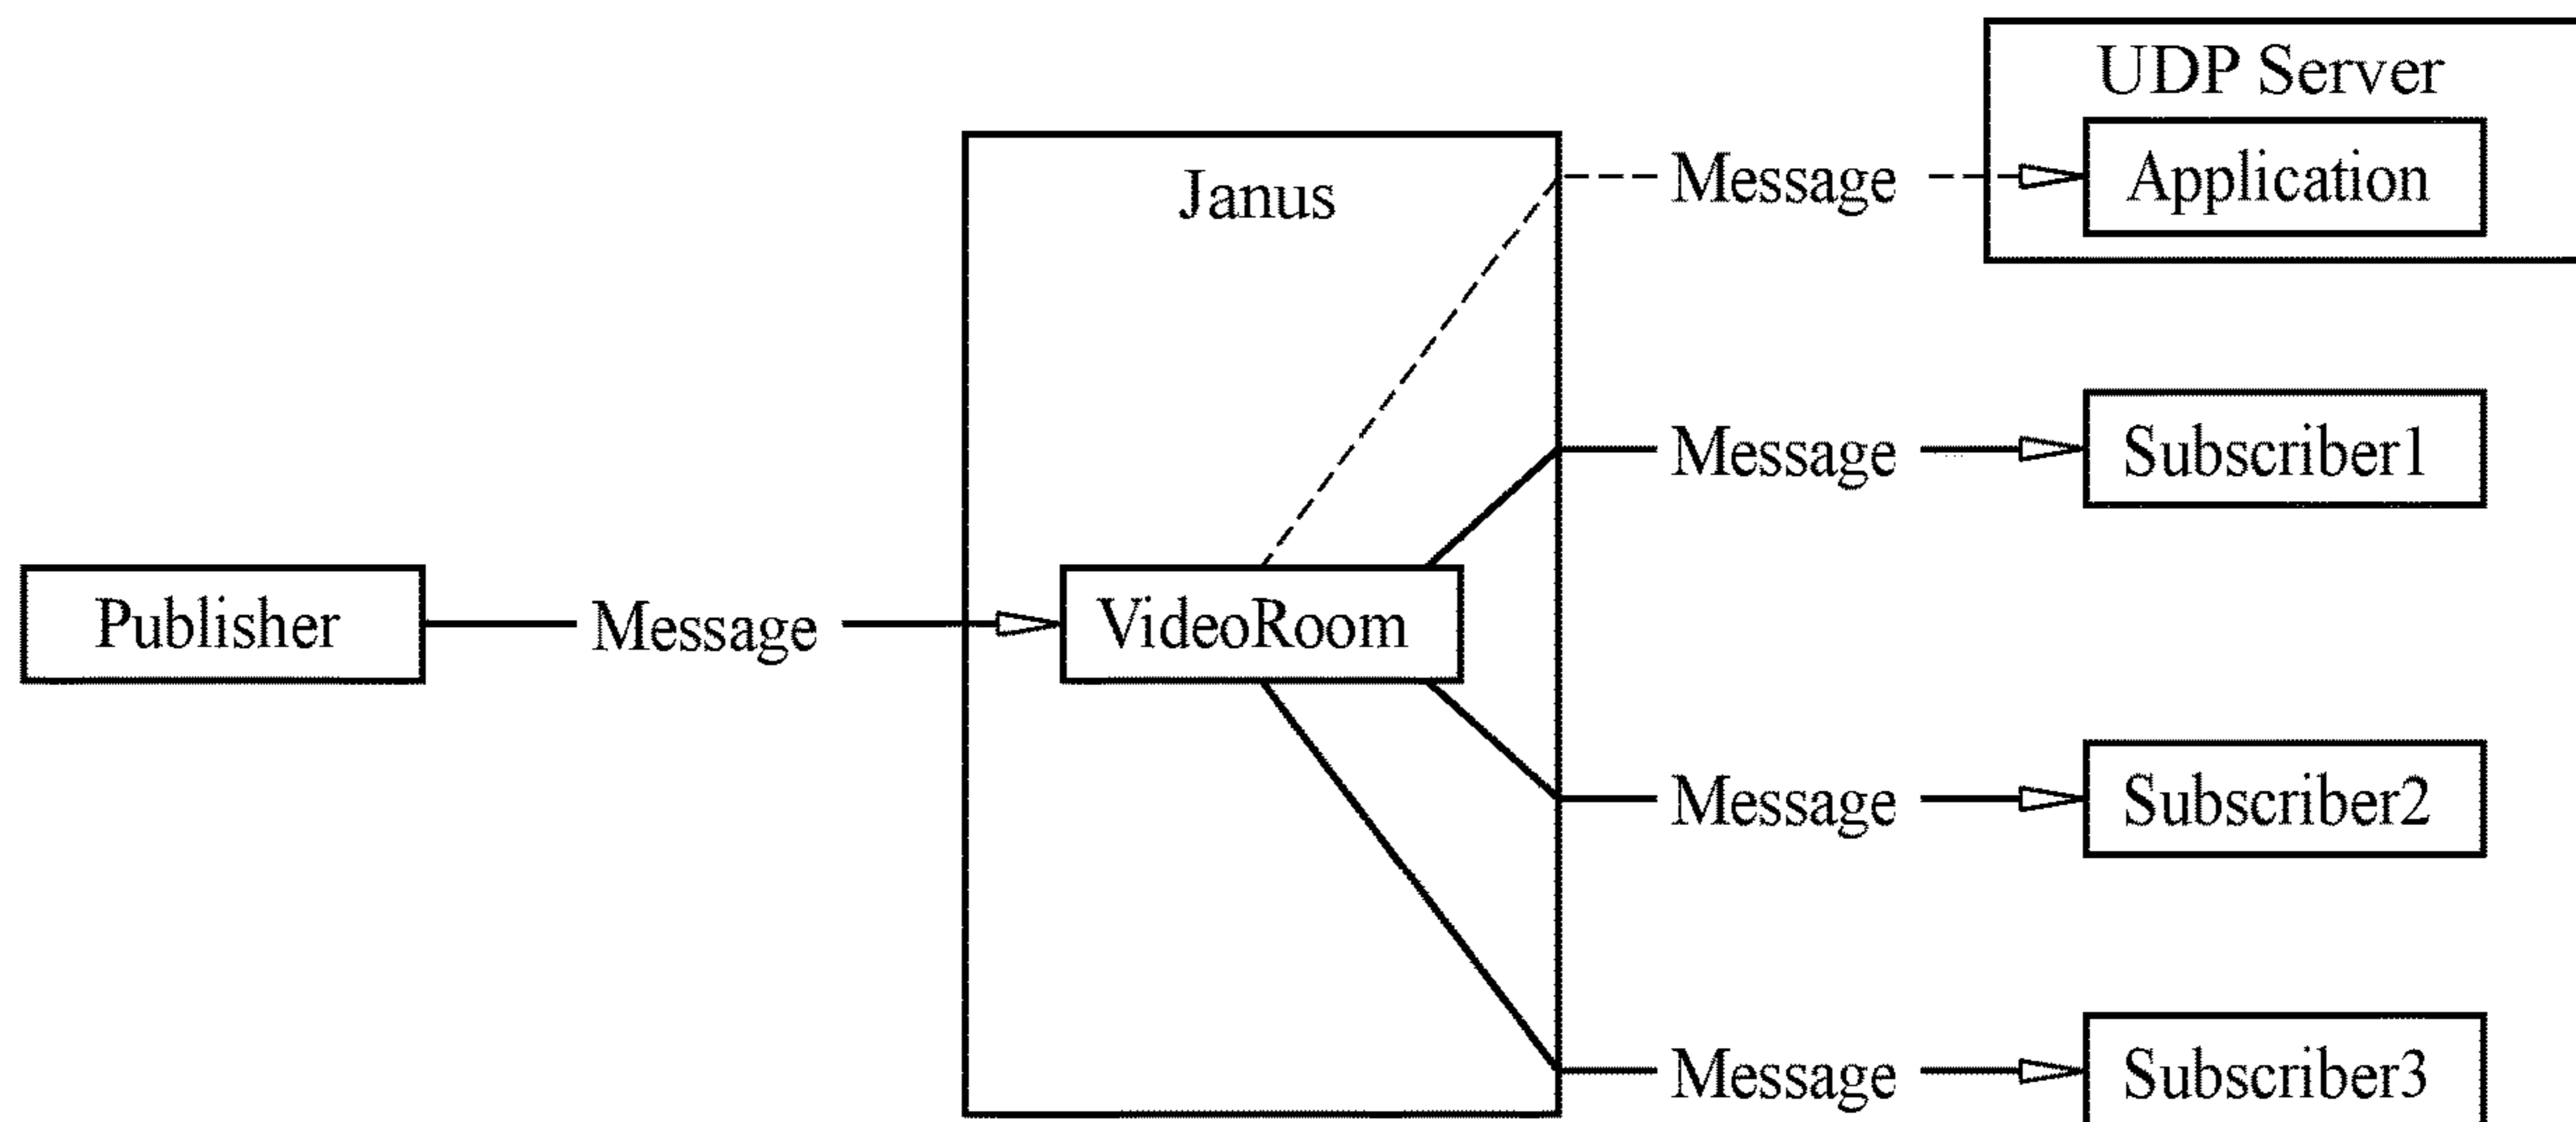 UDP Server
Janus
Message
Application
Message
Subscriber1
Publisher
Message
VideoRoom
Message
Subscriber2
Message
Subscriber3